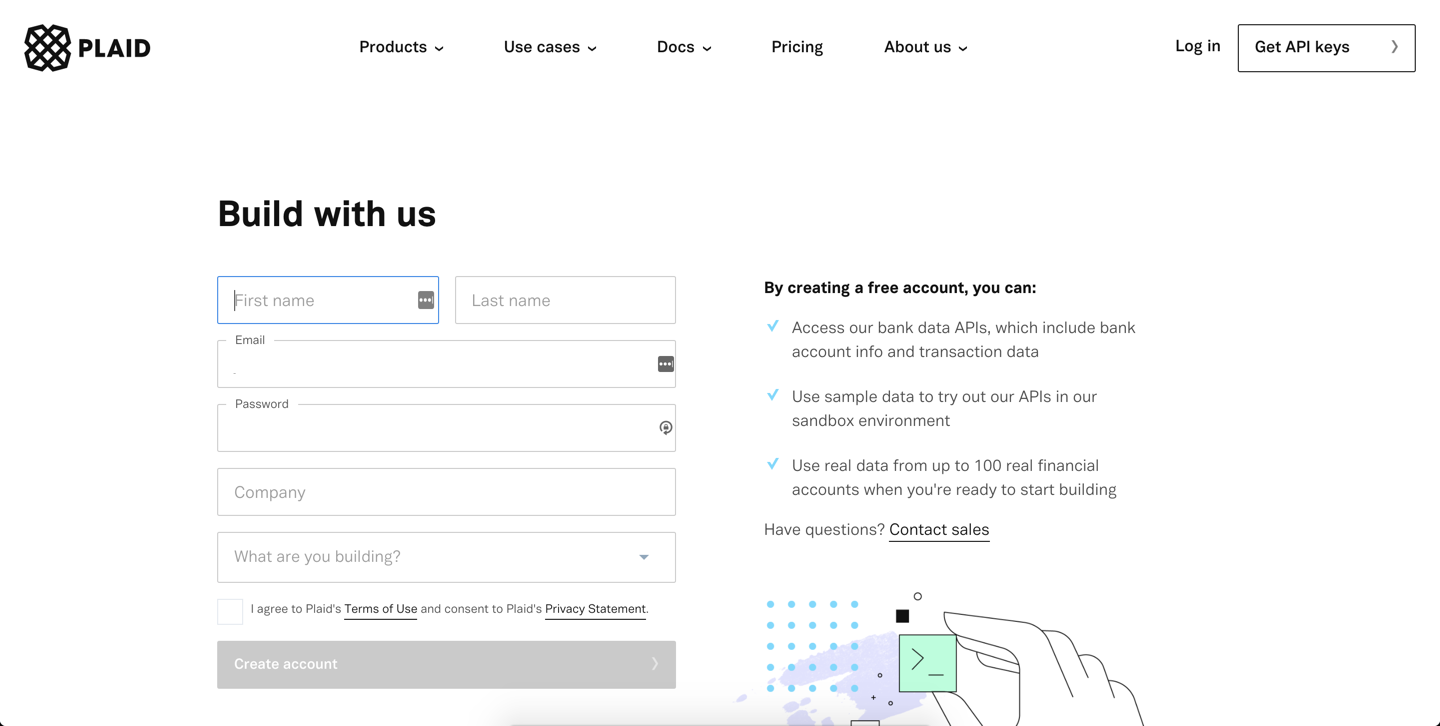 PLAID
Products
Use cases
Docs
Pricing
About us
Log in
Get API keys
Build with us
First name
Last name
Email
Password
Company
What are you building?
I agree to Plaid's Terms of Use and consent to Plaid's Privacy Statement.
Create account
By creating a free account, you can:
Access our bank data APIs, which include bank
account info and transaction data
Use sample data to try out our APIs in our
sandbox environment
Use real data from up to 100 real financial
accounts when you're ready to start building
Have questions? Contact sales